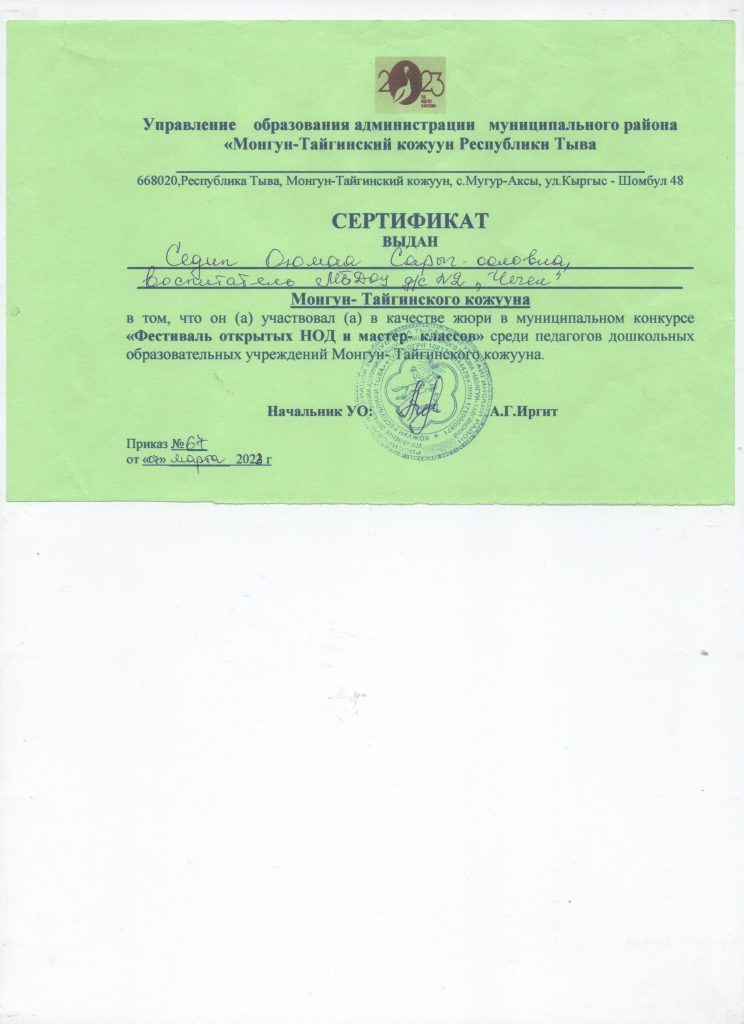 2023
Управление образования администрации муниципального района
«Монгун-Тайгинский кожуун Республики Тыва
668020,Республика Тыва, Монгун-Тайгинский кожуун, с.Мугур-Аксы, ул.Кыргыс - Шомбул 48
СЕРТИФИКАТ
ВЫДАН
Седип Оюмаа Сарыг-ооловна,
воспитатель МБДОУ д/с №2 „Чечек"
Монгун- Тайгинского кожууна
в том, что он (а) участвовал (а) в качестве жюри в муниципальном конкурсе
«Фестиваль открытых НОД и мастер- классов» среди педагогов дошкольных
образовательных учреждений Монгун- Тайгинского кожууна.
Начальник УО: А.Г.Иргит
Приказ №67
от марта 2023 г